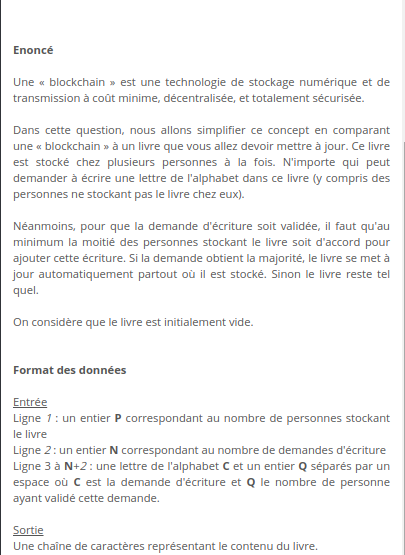 Enoncé
Une « blockchain » est une technologie de stockage numérique et de
transmission à coût minime, décentralisée, et totalement sécurisée.
Dans cette question, nous allons simplifier ce concept en comparant
une « blockchain » à un livre que vous allez devoir mettre à jour. Ce livre
est stocké chez plusieurs personnes à la fois. N'importe qui peut
demander à écrire une lettre de l'alphabet dans ce livre (y compris des
personnes ne stockant pas le livre chez eux).
Néanmoins, pour que la demande d'écriture soit validée, il faut qu'au
minimum la moitié des personnes stockant le livre soit d'accord pour
ajouter cette écriture. Si la demande obtient la majorité, le livre se met à
jour automatiquement partout où il est stocké. Sinon le livre reste tel
quel.
On considère que le livre est initialement vide.
Format des données
Entrée
Ligne 1 : un entier P correspondant au nombre de personnes stockant
le livre
Ligne 2 : un entier N correspondant au nombre de demandes d'écriture
Ligne 3 à N+2 : une lettre de l'alphabet C et un entier Q séparés par un
espace où C est la demande d'écriture et Q le nombre de personne
ayant validé cette demande.
Sortie
Une chaîne de caractères représentant le contenu du livre.